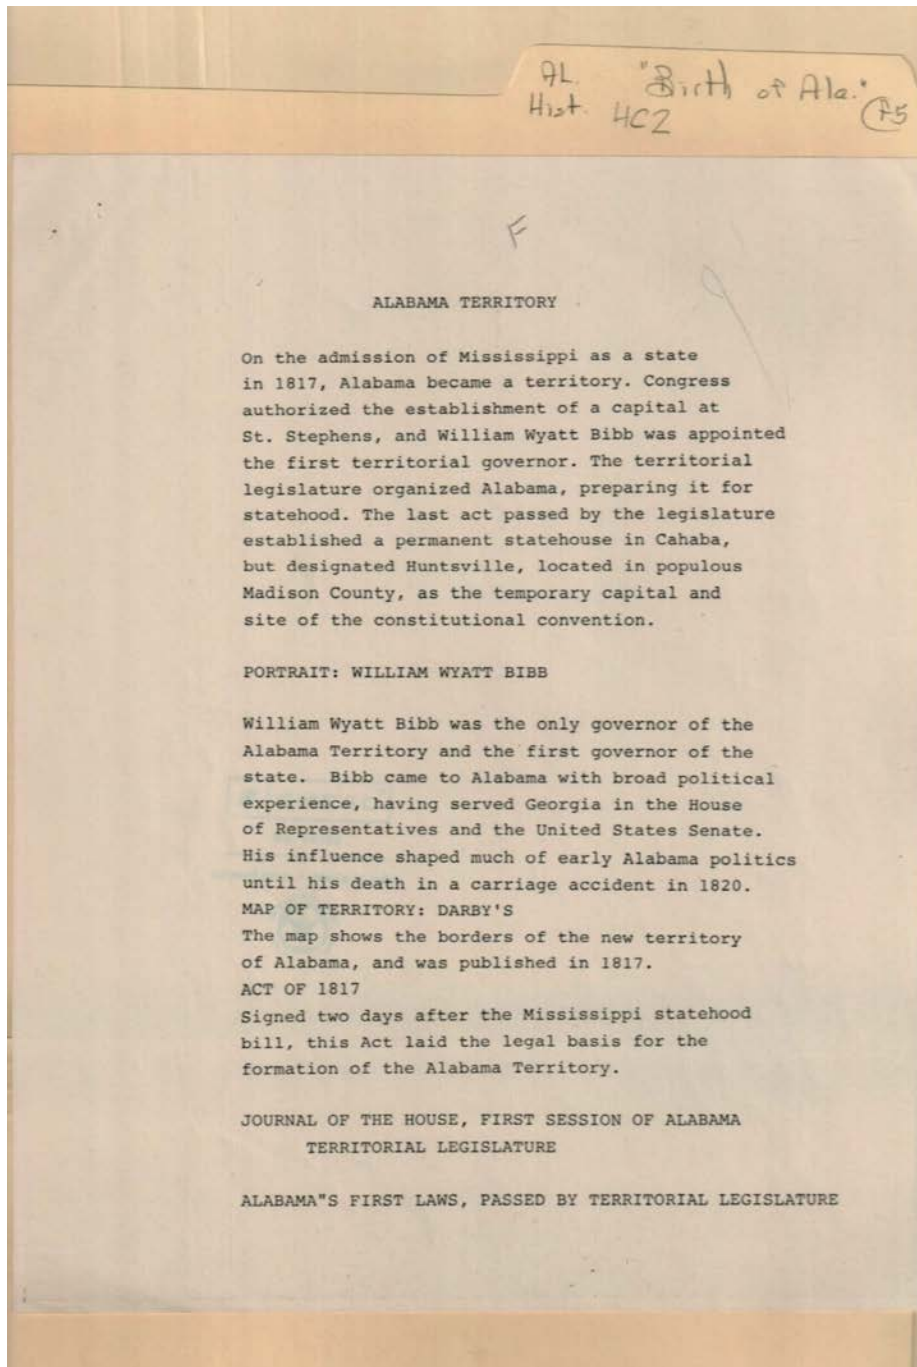 AL. "Birth of Ala."
Hist. 4C2 F5
F
ALABAMA TERRITORY
On the admission of Mississippi as a state
in 1817, Alabama became a territory. Congress
authorized the establishment of a capital at
St. Stephens, and William Wyatt Bibb was appointed
the first territorial governor. The territorial
legislature organized Alabama, preparing it for
statehood. The last act passed by the legislature
established a permanent statehouse in Cahaba,
but designated Huntsville, located in populous
Madison County, as the temporary capital and
site of the constitutional convention.
PORTRAIT: WILLIAM WYATT BIBB
William Wyatt Bibb was the only governor of the
Alabama Territory and the first governor of the
state. Bibb came to Alabama with broad political
experience, having served Georgia in the House
of Representatives and the United States Senate.
His influence shaped much of early Alabama politics
until his death in a carriage accident in 1820.
MAP OF TERRITORY: DARBY'S
The map shows the borders of the new territory
of Alabama, and was published in 1817.
ACT OF 1817
Signed two days after the Mississippi statehood
bill, this Act laid the legal basis for the
formation of the Alabama Territory.
JOURNAL OF THE HOUSE, FIRST SESSION OF ALABAMA
TERRITORIAL LEGISLATURE
ALABAMA"S FIRST LAWS, PASSED BY TERRITORIAL LEGISLATURE